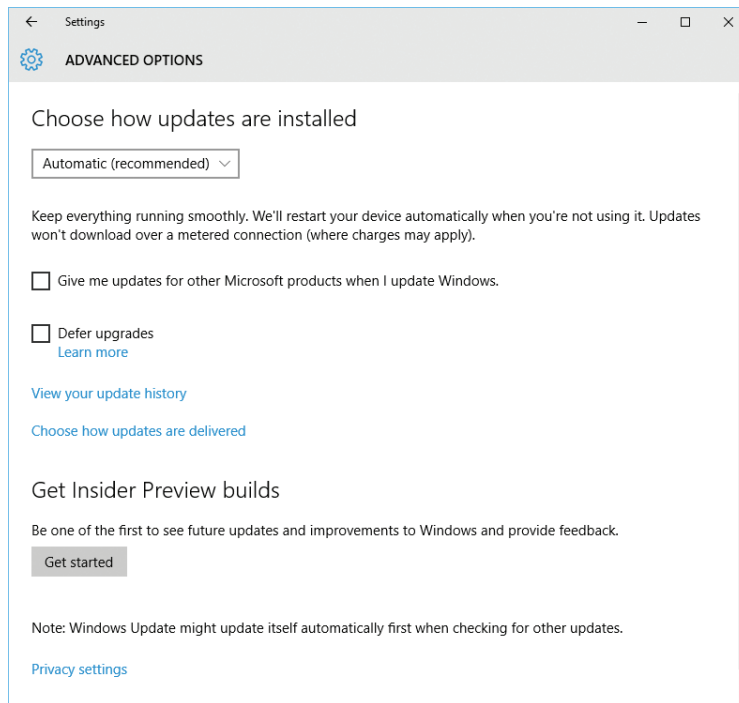 Settings
ADVANCED OPTIONS
Choose how updates are installed
Automatic (recommended)
Keep everything running smoothly. We'll restart your device automatically when you're not using it. Updates
won't download over a metered connection (where charges may apply).
Give me updates for other Microsoft products when I update Windows.
Defer upgrades
Learn more
View your update history
Choose how updates are delivered
Get Insider Preview builds
Be one of the first to see future updates and improvements to Windows and provide feedback.
Get started
Note: Windows Update might update itself automatically first when checking for other updates.
Privacy settings